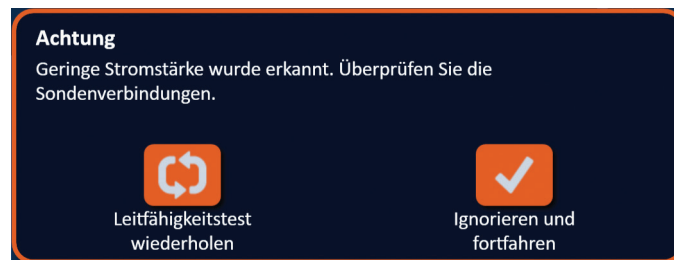 Achtung
Geringe Stromstärke wurde erkannt. Überprüfen Sie die
Sondenverbindungen.
Leitfähigkeitstest
wiederholen
Ignorieren und
fortfahren